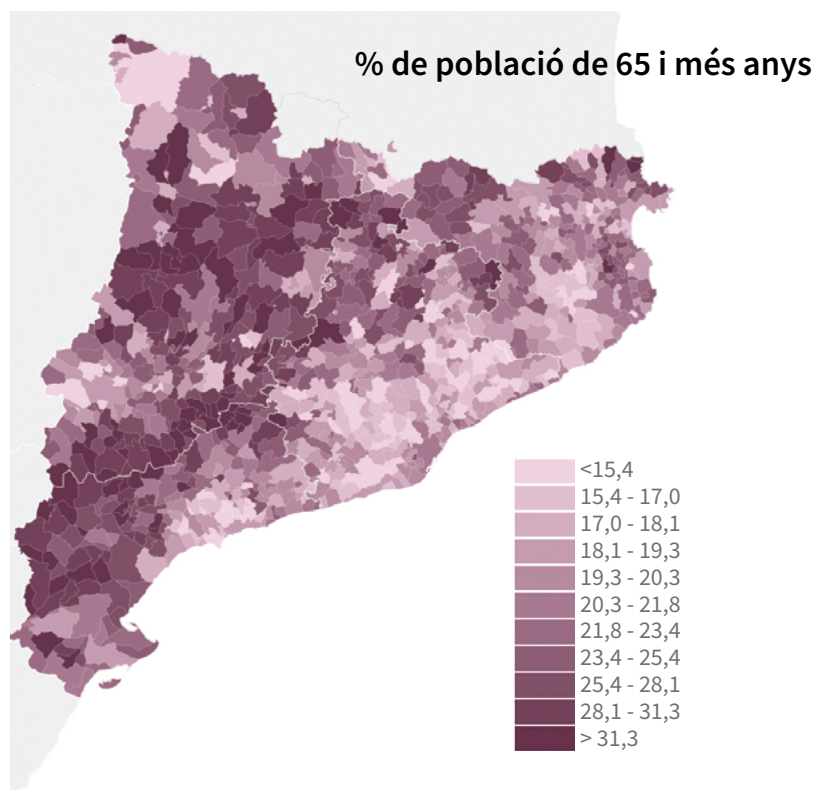 % de població de 65 i més anys
<15,4
15,4 - 17,0
17,0 - 18,1
18,1 - 19,3
19,3 - 20,3
20,3 - 21,8
21,8 - 23,4
23,4 - 25,4
25,4 - 28,1
28,1 - 31,3
> 31,3